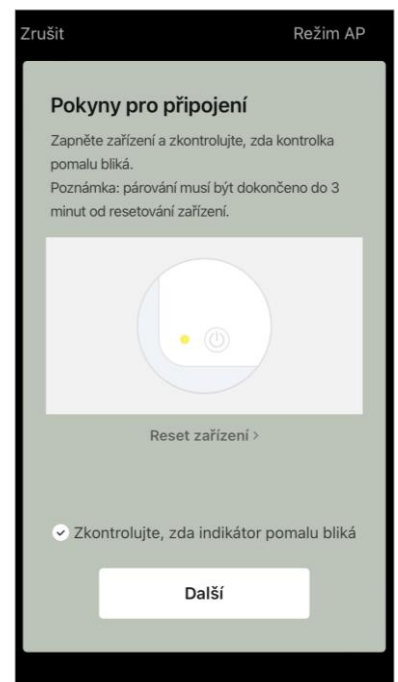 Zrušit
Režim AP
Pokyny pro připojení
Zapněte zařízení a zkontrolujte, zda kontrolka
pomalu bliká.
Poznámka: párování musí být dokončeno do 3
minut od resetování zařízení.
Reset zařízení >
Zkontrolujte, zda indikátor pomalu bliká
Další